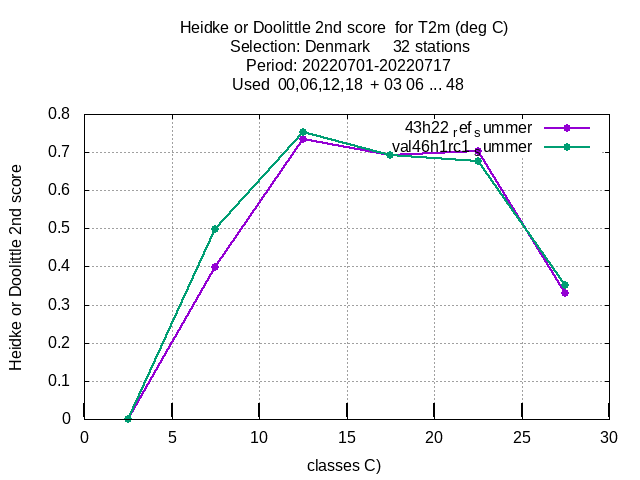 Heidke or Doolittle 2nd score for T2m (deg C)
Selection: Denmark 32 stations
Period: 20220701-20220717
Used 00,06,12,18 + 03 06 ... 48
Heidke or Doolittle 2nd score
0.8
0.7
0.6
0.5
0.4
0.3
0.2
0.1
0
43h22 ref summer
val46h1rc1 summer
0 5 10 15 20 25 30
classes C)